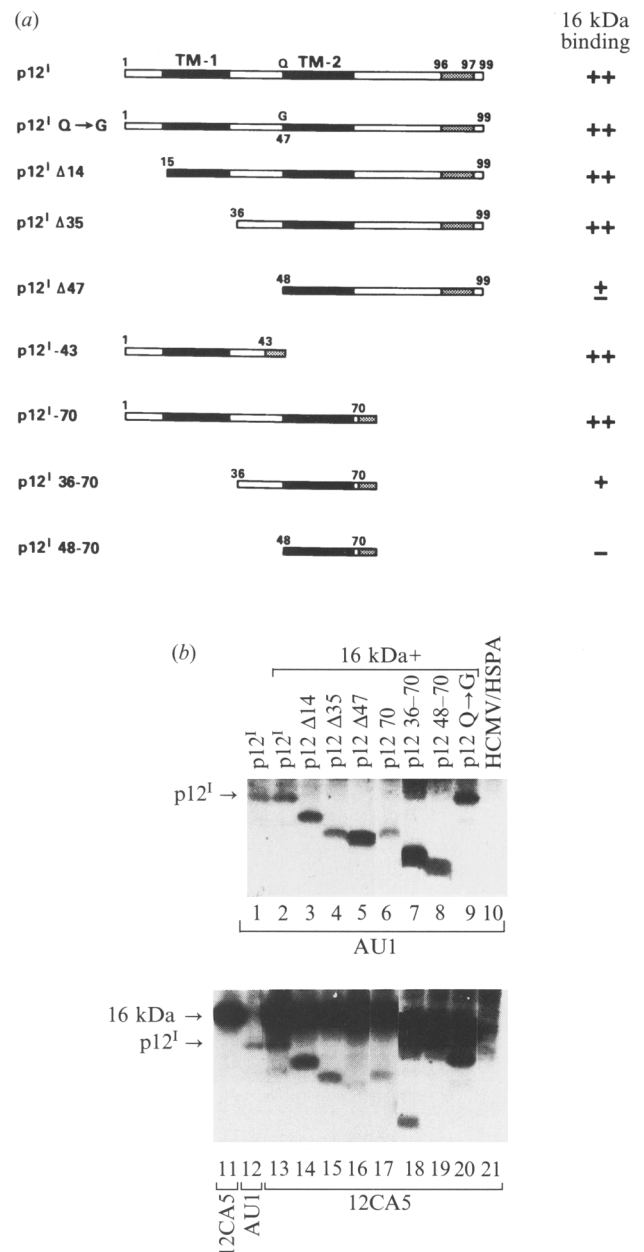 (a)
16 kDa
binding
p12ᴵ 1 TM-1 Q TM-2 96 97 99 ++
p12ᴵ Q→G 1 G 47 99 ++
p12ᴵ Δ14 15 99 ++
p12ᴵ Δ35 36 99 ++
p12ᴵ Δ47 48 99 ±
p12ᴵ-43 1 43 ++
p12ᴵ-70 1 70 ++
p12ᴵ 36-70 36 70 +
p12ᴵ 48-70 48 70 −
(b)
16 kDa+
p12ᴵ
p12ᴵ
p12 Δ14
p12 Δ35
p12 Δ47
p12 70
p12 36–70
p12 48–70
p12 Q→G
HCMV/HSPA
p12ᴵ →
1 2 3 4 5 6 7 8 9 10
AU1
16 kDa →
p12ᴵ →
11 12 13 14 15 16 17 18 19 20 21
12CA5
AU1
12CA5